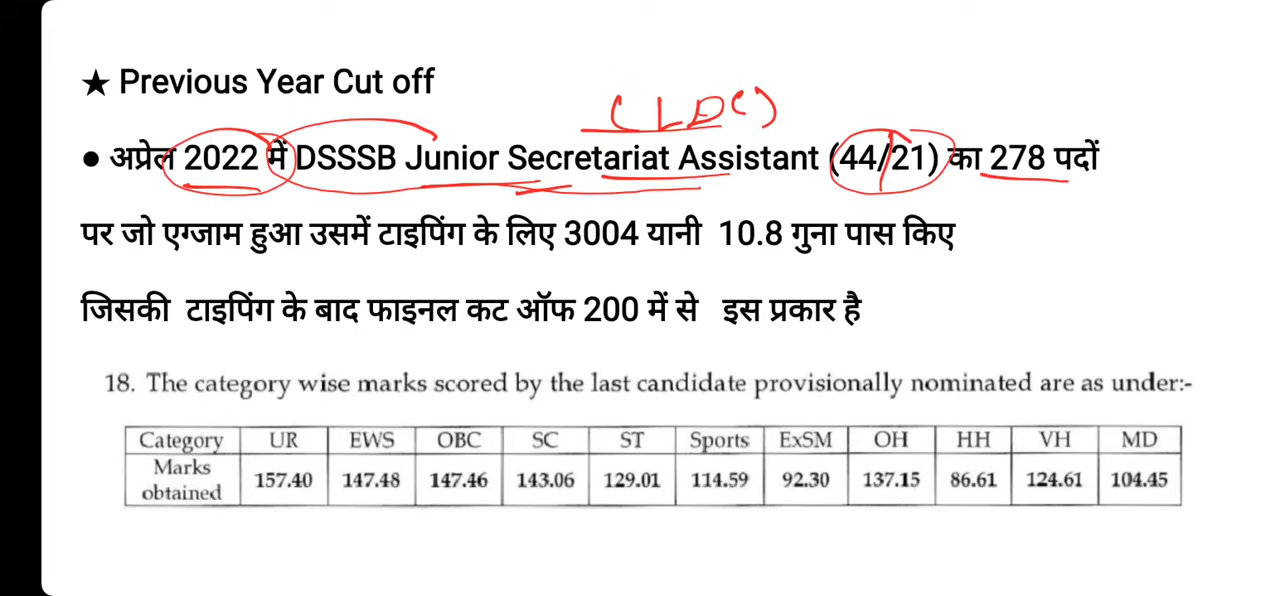 ★ Previous Year Cut off
(LDC)
● अप्रेल 2022 में DSSSB Junior Secretariat Assistant (44/21) का 278 पदों
पर जो एग्जाम हुआ उसमें टाइपिंग के लिए 3004 यानी 10.8 गुना पास किए
जिसकी टाइपिंग के बाद फाइनल कट ऑफ 200 में से इस प्रकार है
18. The category wise marks scored by the last candidate provisionally nominated are as under:-
Category UR EWS OBC SC ST Sports ExSM OH HH VH MD
Marks obtained 157.40 147.48 147.46 143.06 129.01 114.59 92.30 137.15 86.61 124.61 104.45